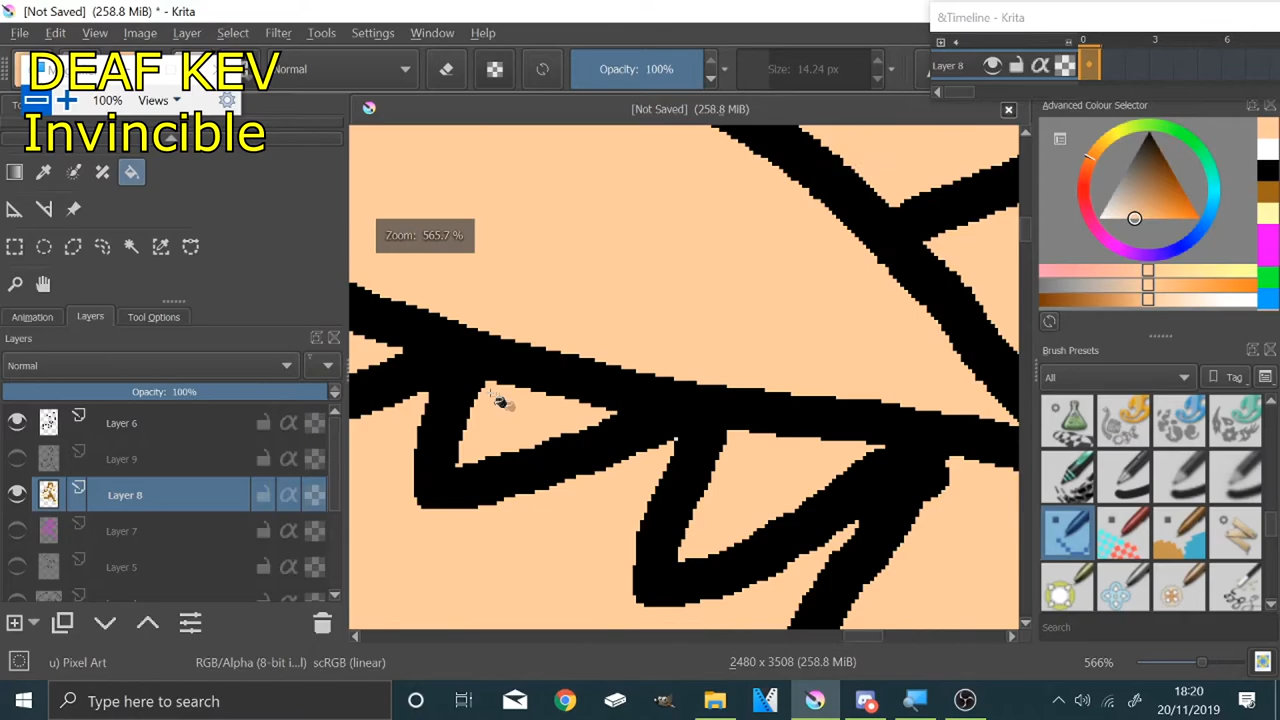 [Not Saved] (258.8 MiB) * - Krita
&Timeline - Krita
File Edit View Image Layer Select Filter Tools Settings Window Help
DEAF KEV
Invincible
Normal
Opacity: 100%
Size: 14.24 px
0 3 6
Layer 8
100% Views
[Not Saved] (258.8 MiB)
Advanced Colour Selector
Zoom: 565.7 %
Animation Layers Tool Options
Layers
Normal
Opacity: 100%
Layer 6
Layer 9
Layer 8
Layer 7
Layer 5
Brush Presets
All
Tag
Search
u) Pixel Art
RGB/Alpha (8-bit i...l) scRGB (linear)
2480 x 3508 (258.8 MiB)
566%
Type here to search
18:20
20/11/2019